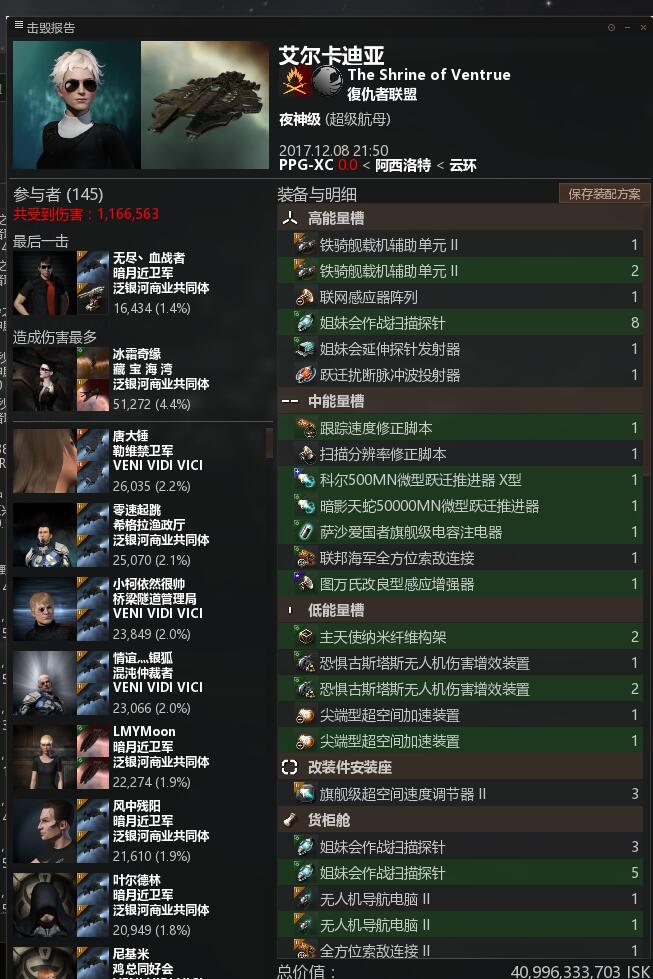 击毁报告
艾尔卡迪亚
The Shrine of Ventrue
復仇者联盟
夜神级 (超级航母)
2017.12.08 21:50
PPG-XC 0.0 < 阿西洛特 < 云环
参与者 (145)
共受到伤害：1,166,563
最后一击
无尽、血战者
暗月近卫军
泛银河商业共同体
16,434 (1.4%)
造成伤害最多
冰霜奇缘
藏 宝 海 湾
泛银河商业共同体
51,272 (4.4%)
唐大锤
勒维禁卫军
VENI VIDI VICI
26,035 (2.2%)
零速起跳
希格拉渔政厅
泛银河商业共同体
25,070 (2.1%)
小柯依然很帅
桥梁隧道管理局
VENI VIDI VICI
23,849 (2.0%)
情谊灬银狐
混沌仲裁者
VENI VIDI VICI
23,066 (2.0%)
LMYMoon
暗月近卫军
泛银河商业共同体
22,274 (1.9%)
风中残阳
暗月近卫军
泛银河商业共同体
21,610 (1.9%)
叶尔德林
暗月近卫军
泛银河商业共同体
20,949 (1.8%)
尼基米
鸡总同好会
装备与明细
保存装配方案
高能量槽
铁骑舰载机辅助单元 II 1
铁骑舰载机辅助单元 II 2
联网感应器阵列 1
姐妹会作战扫描探针 8
姐妹会延伸探针发射器 1
跃迁扰断脉冲波投射器 1
中能量槽
跟踪速度修正脚本 1
扫描分辨率修正脚本 1
科尔500MN微型跃迁推进器 X型 1
暗影天蛇50000MN微型跃迁推进器 1
萨沙爱国者旗舰级电容注电器 1
联邦海军全方位索敌连接 1
图万氏改良型感应增强器 1
低能量槽
主天使纳米纤维构架 2
恐惧古斯塔斯无人机伤害增效装置 1
恐惧古斯塔斯无人机伤害增效装置 2
尖端型超空间加速装置 1
尖端型超空间加速装置 1
改装件安装座
旗舰级超空间速度调节器 II 3
货柜舱
姐妹会作战扫描探针 3
姐妹会作战扫描探针 5
无人机导航电脑 II 1
无人机导航电脑 II 1
全方位索敌连接 II 1
总价值： 40,996,333,703 ISK